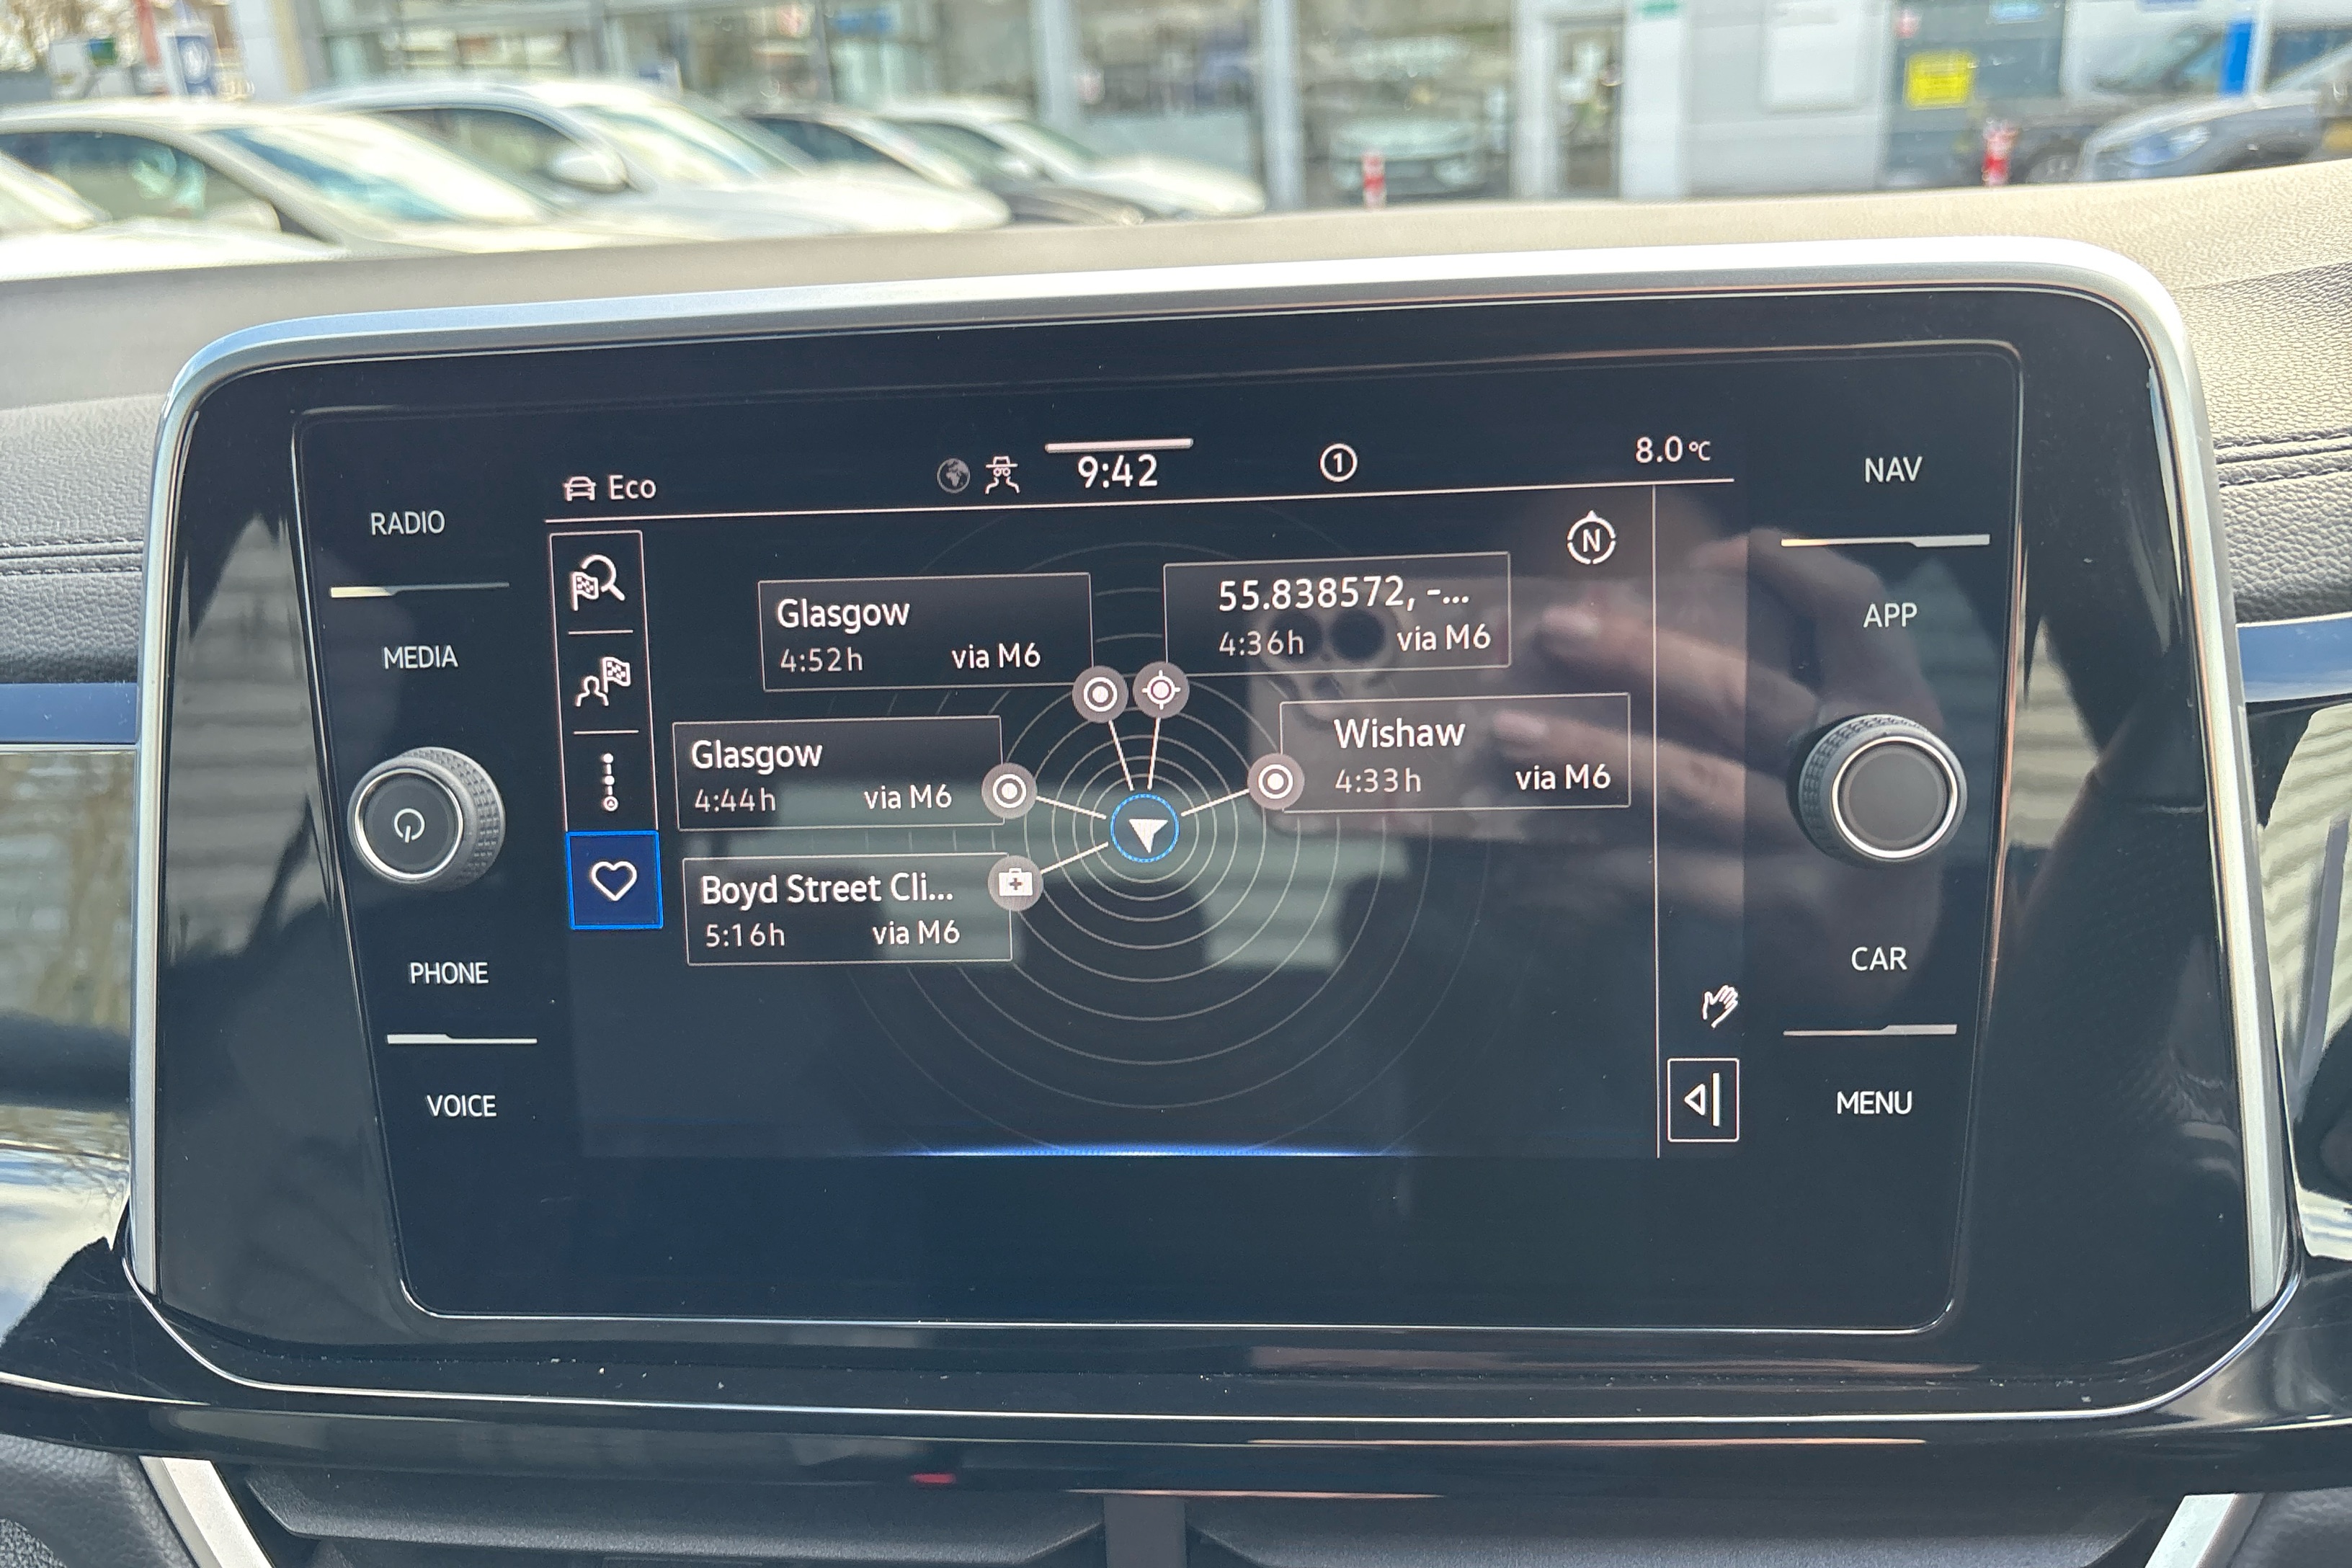 RADIO
MEDIA
PHONE
VOICE
Eco
9:42
1
8.0°C
N
Glasgow
4:52h via M6
55.838572, -...
4:36h via M6
Glasgow
4:44h via M6
Wishaw
4:33h via M6
Boyd Street Cli...
5:16h via M6
NAV
APP
CAR
MENU